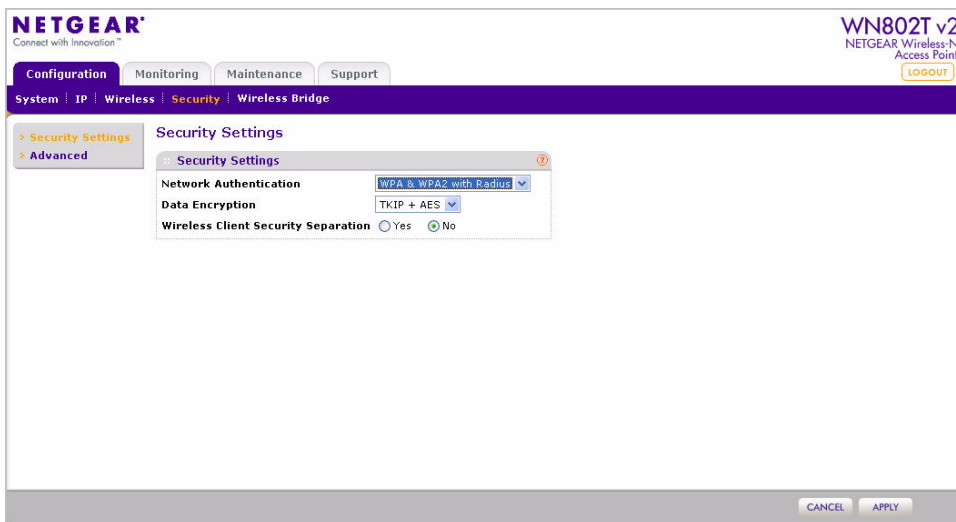 NETGEAR®
Connect with Innovation™
WN802T v2
NETGEAR Wireless-N
Access Point
LOGOUT
Configuration Monitoring Maintenance Support
System IP Wireless Security Wireless Bridge
Security Settings
Advanced
Security Settings
Security Settings ?
Network Authentication WPA & WPA2 with Radius
Data Encryption TKIP + AES
Wireless Client Security Separation Yes No
CANCEL APPLY